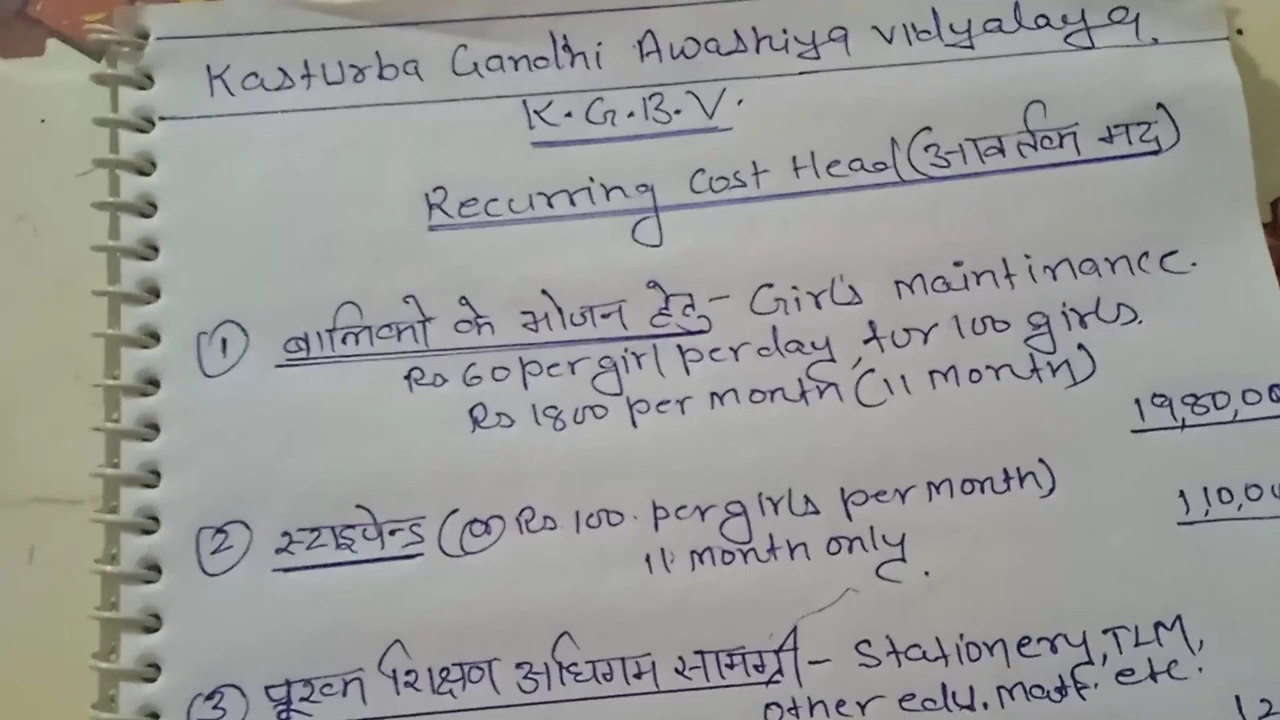 Kasturba Gandhi Awashiya Vidyalaya.
K.G.B.V.
Recurring Cost Head (आवर्तक मद)
① बालिको के भोजन हेतु - Girl's maintinance.
Rs 60 per girl per day, for 100 girls.
Rs 1800 per month (11 month)
19,80,00
② स्टाइपेन्ड (@ Rs 100. per girls per month)
11 month only.
1,10,00
③ पूरक शिक्षण अधिगम सामग्री - Stationery, TLM,
other edu. matt. etc.
12